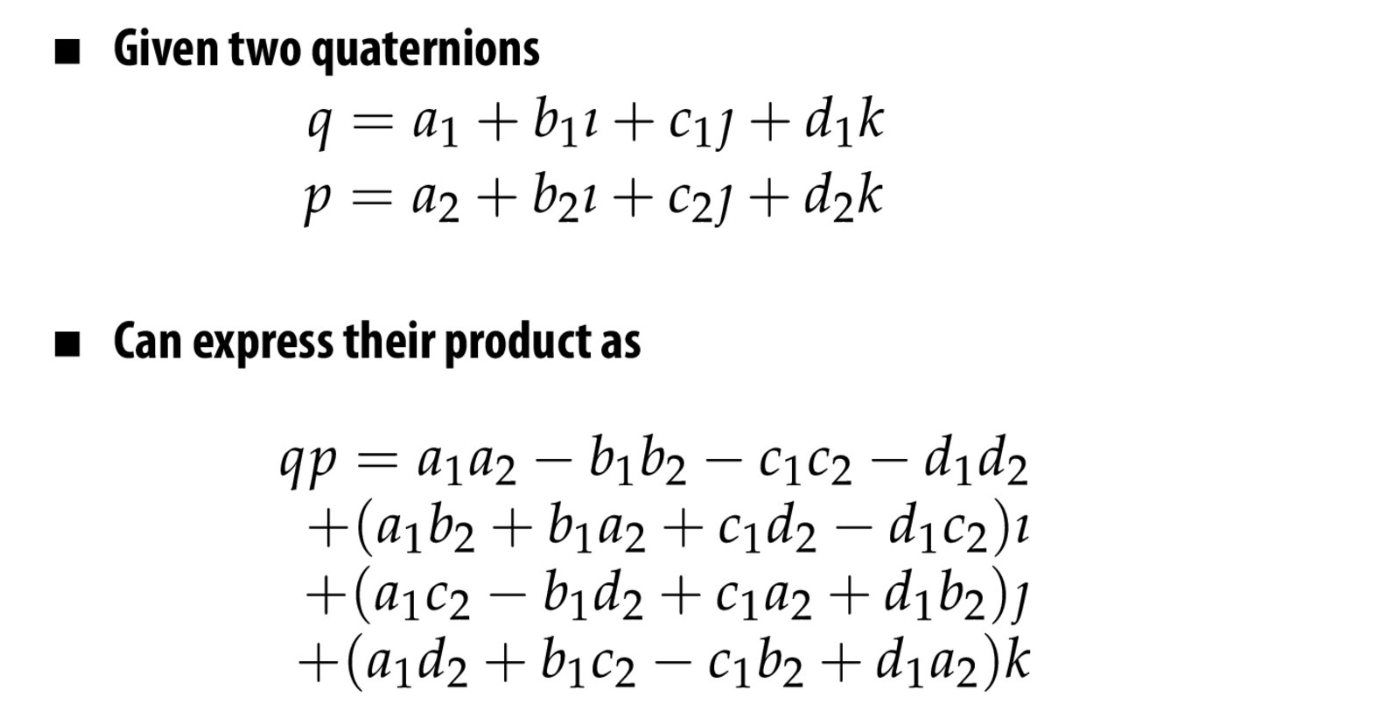 ■ Given two quaternions
q = a₁ + b₁ı + c₁ȷ + d₁k
p = a₂ + b₂ı + c₂ȷ + d₂k
■ Can express their product as
qp = a₁a₂ − b₁b₂ − c₁c₂ − d₁d₂
+(a₁b₂ + b₁a₂ + c₁d₂ − d₁c₂)ı
+(a₁c₂ − b₁d₂ + c₁a₂ + d₁b₂)ȷ
+(a₁d₂ + b₁c₂ − c₁b₂ + d₁a₂)k